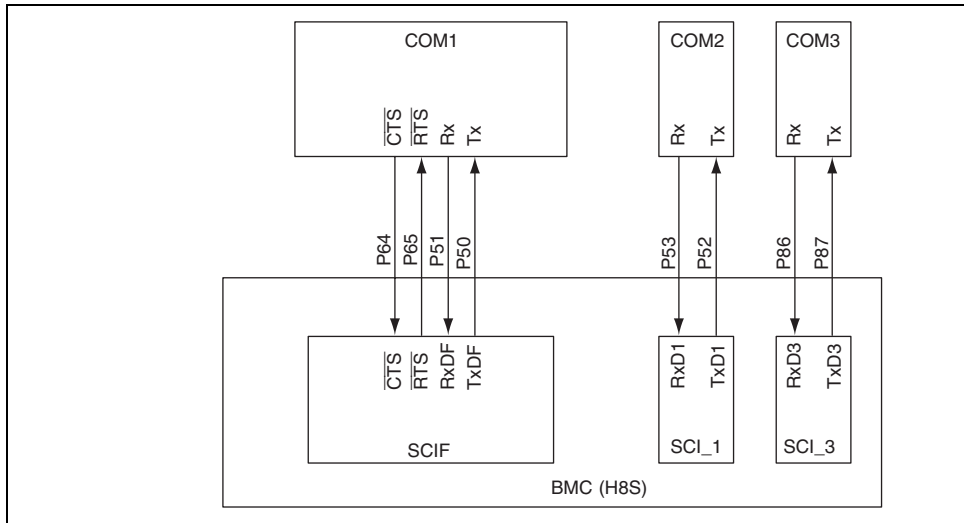 COM1
COM2
COM3
CTS
RTS
Rx
Tx
Rx
Tx
Rx
Tx
P64
P65
P51
P50
P53
P52
P86
P87
CTS
RTS
RxDF
TxDF
RxD1
TxD1
RxD3
TxD3
SCIF
SCI_1
SCI_3
BMC (H8S)